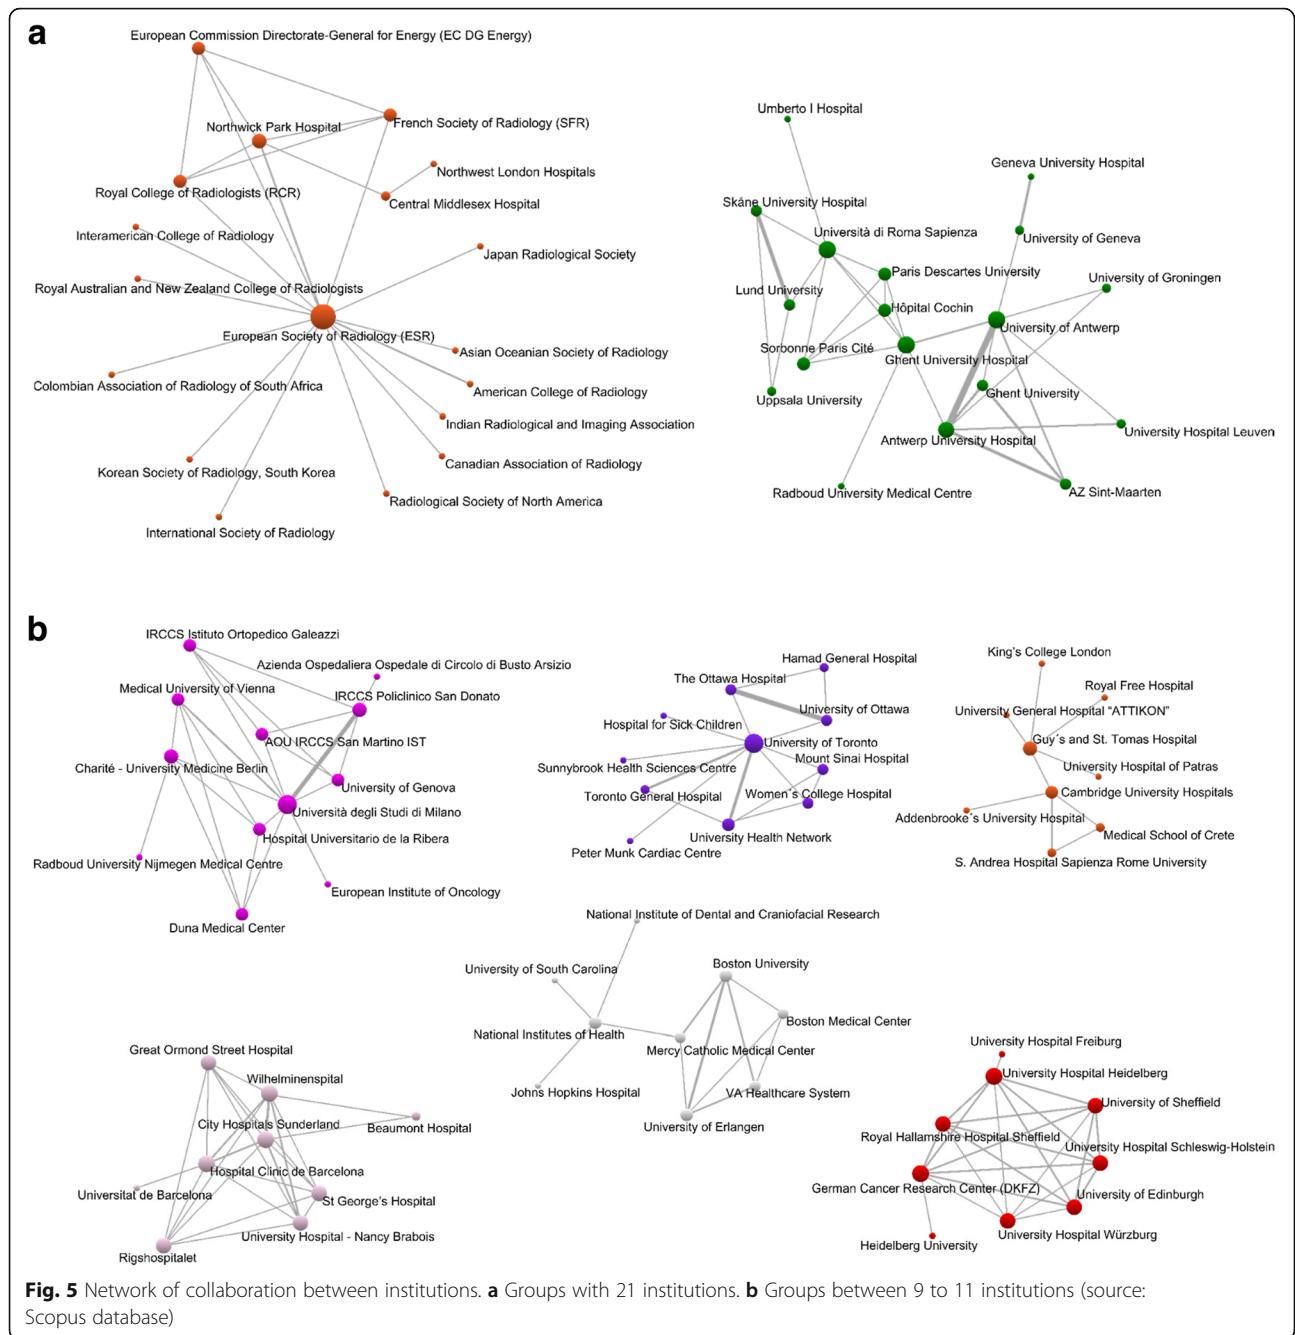 a
European Commission Directorate-General for Energy (EC DG Energy)
Northwick Park Hospital
French Society of Radiology (SFR)
Northwest London Hospitals
Royal College of Radiologists (RCR)
Central Middlesex Hospital
Interamerican College of Radiology
Japan Radiological Society
Royal Australian and New Zealand College of Radiologists
European Society of Radiology (ESR)
Asian Oceanian Society of Radiology
Colombian Association of Radiology of South Africa
American College of Radiology
Indian Radiological and Imaging Association
Canadian Association of Radiology
Korean Society of Radiology, South Korea
Radiological Society of North America
International Society of Radiology
Umberto I Hospital
Geneva University Hospital
Skåne University Hospital
Università di Roma Sapienza
University of Geneva
Paris Descartes University
University of Groningen
Lund University
Hôpital Cochin
University of Antwerp
Sorbonne Paris Cité
Ghent University Hospital
Ghent University
Uppsala University
Antwerp University Hospital
University Hospital Leuven
Radboud University Medical Centre
AZ Sint-Maarten
b
IRCCS Istituto Ortopedico Galeazzi
Azienda Ospedaliera Ospedale di Circolo di Busto Arsizio
Medical University of Vienna
IRCCS Policlinico San Donato
AOU IRCCS San Martino IST
Charité - University Medicine Berlin
University of Genova
Università degli Studi di Milano
Hospital Universitario de la Ribera
Radboud University Nijmegen Medical Centre
European Institute of Oncology
Duna Medical Center
Hamad General Hospital
The Ottawa Hospital
University of Ottawa
Hospital for Sick Children
University of Toronto
Mount Sinai Hospital
Sunnybrook Health Sciences Centre
Toronto General Hospital
Women´s College Hospital
University Health Network
Peter Munk Cardiac Centre
King's College London
Royal Free Hospital
University General Hospital "ATTIKON"
Guy´s and St. Tomas Hospital
University Hospital of Patras
Cambridge University Hospitals
Addenbrooke´s University Hospital
Medical School of Crete
S. Andrea Hospital Sapienza Rome University
National Institute of Dental and Craniofacial Research
University of South Carolina
Boston University
National Institutes of Health
Boston Medical Center
Mercy Catholic Medical Center
Johns Hopkins Hospital
VA Healthcare System
University of Erlangen
Great Ormond Street Hospital
Wilhelminenspital
City Hospitals Sunderland
Beaumont Hospital
Hospital Clinic de Barcelona
Universitat de Barcelona
St George's Hospital
University Hospital - Nancy Brabois
Rigshospitalet
University Hospital Freiburg
University Hospital Heidelberg
University of Sheffield
Royal Hallamshire Hospital Sheffield
University Hospital Schleswig-Holstein
German Cancer Research Center (DKFZ)
University of Edinburgh
University Hospital Würzburg
Heidelberg University
Fig. 5 Network of collaboration between institutions. a Groups with 21 institutions. b Groups between 9 to 11 institutions (source:
Scopus database)